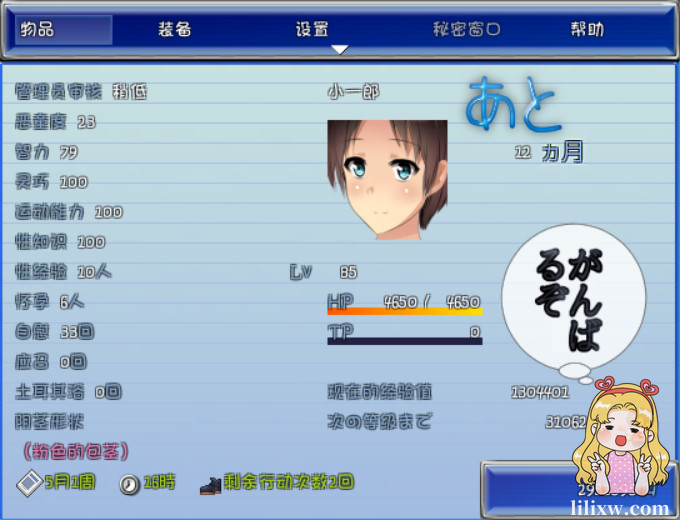 物品 装备 设置 秘密窗口 帮助
管理员审核 稍低
小一郎
あと
12 カ月
恶童度 23
智力 79
灵巧 100
运动能力 100
性知识 100
性经验 10人
Lv 85
怀孕 6人
HP 4650 / 4650
自慰 33回
TP 0
应召 0回
土耳其浴 0回
现在的经验值 1304401
阴茎形状
次の等级まで
(粉色的包茎)
がんば
るぞ
5月1周 16時 剩余行动次数2回
lilixw.com